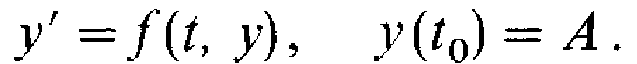 y′ = f(t, y),  y(t₀) = A.